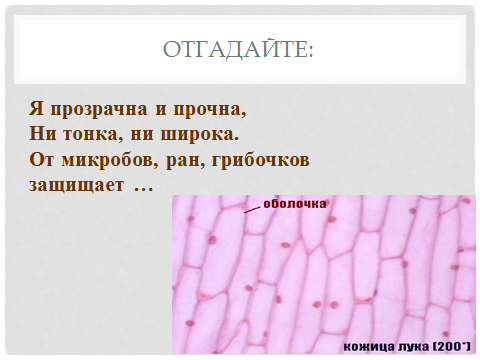 ОТГАДАЙТЕ:
Я прозрачна и прочна,
Ни тонка, ни широка.
От микробов, ран, грибочков
защищает …
оболочка
кожица лука (200*)